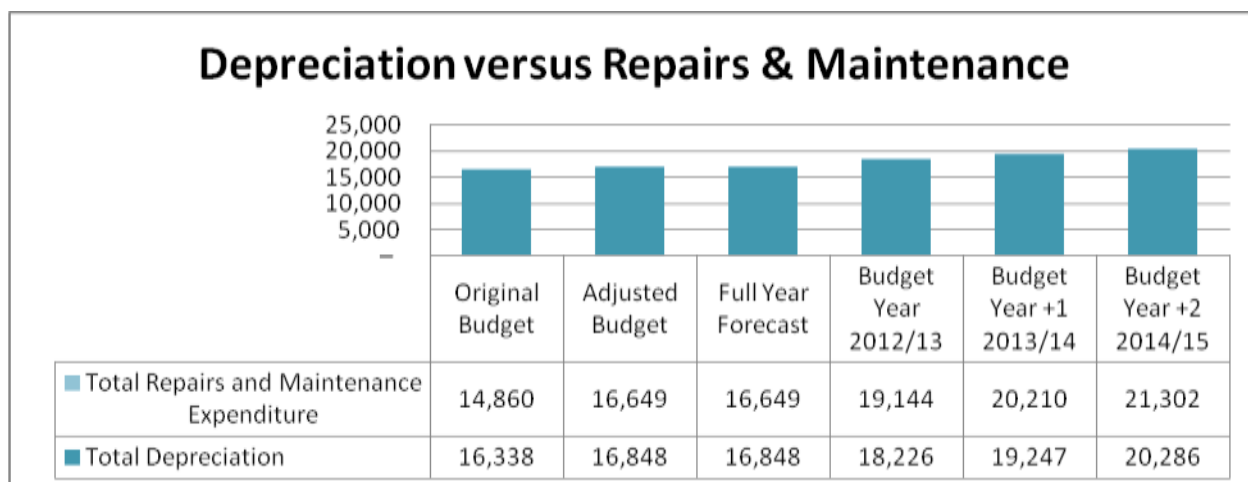 Depreciation versus Repairs & Maintenance
25,000
20,000
15,000
10,000
5,000
–
Original
Budget
Adjusted
Budget
Full Year
Forecast
Budget
Year
2012/13
Budget
Year +1
2013/14
Budget
Year +2
2014/15
Total Repairs and Maintenance
Expenditure
14,860 16,649 16,649 19,144 20,210 21,302
Total Depreciation 16,338 16,848 16,848 18,226 19,247 20,286